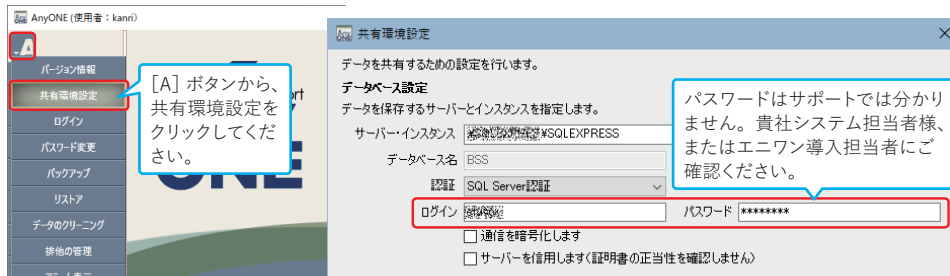 AnyONE (使用者：kanri)
A
バージョン情報
共有環境設定
ログイン
パスワード変更
バックアップ
リストア
データのクリーニング
排他の管理
[A] ボタンから、
共有環境設定を
クリックしてくだ
さい。
port
ONE
共有環境設定
データを共有するための設定を行います。
データベース設定
データを保存するサーバーとインスタンスを指定します。
サーバー・インスタンス ¥SQLEXPRESS
データベース名 BSS
認証 SQL Server認証
ログイン パスワード ********
通信を暗号化します
サーバーを信用します(証明書の正当性を確認しません)
パスワードはサポートでは分かり
ません。貴社システム担当者様、
またはエニワン導入担当者にご
確認ください。